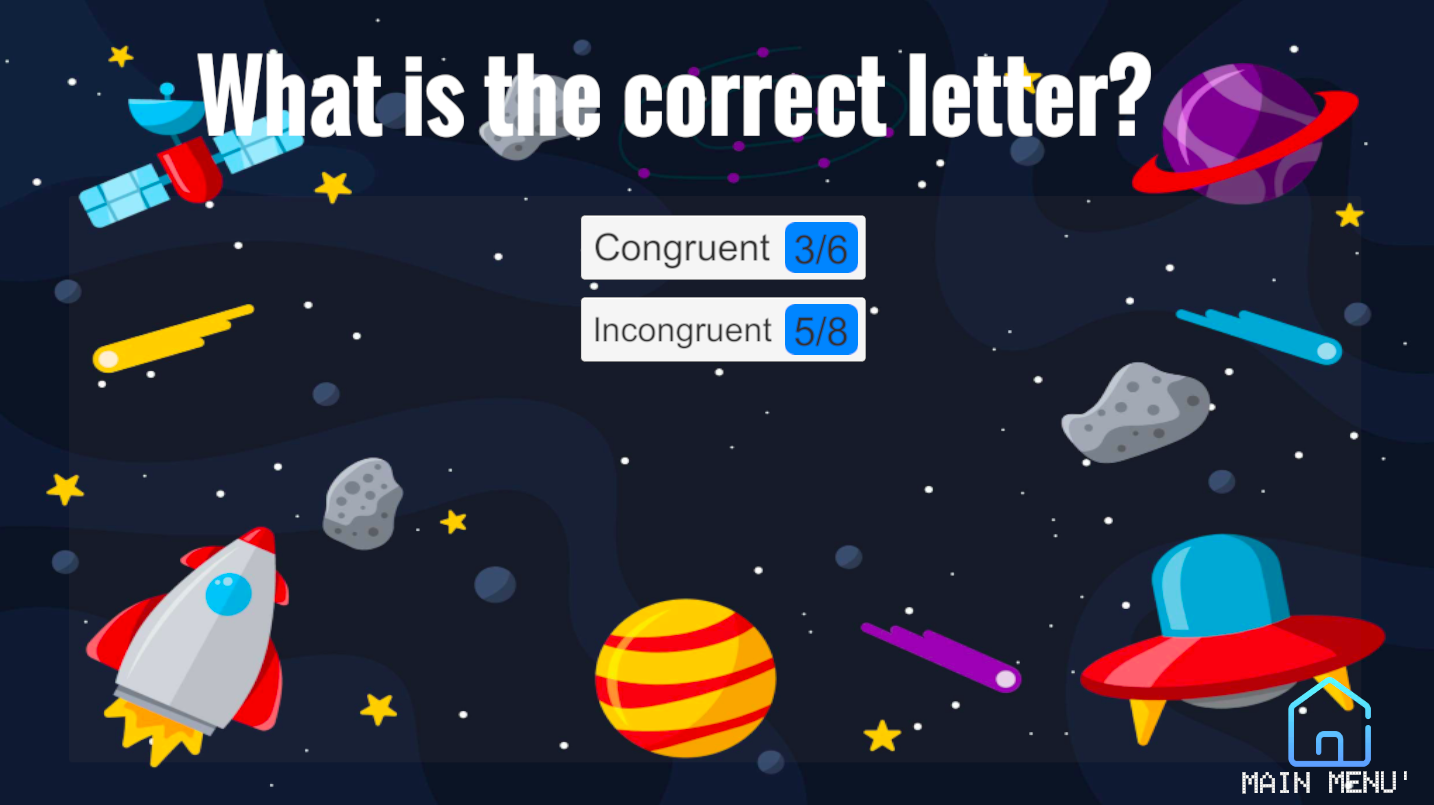 What is the correct letter?
Congruent 3/6
Incongruent 5/8
MAIN MENU'